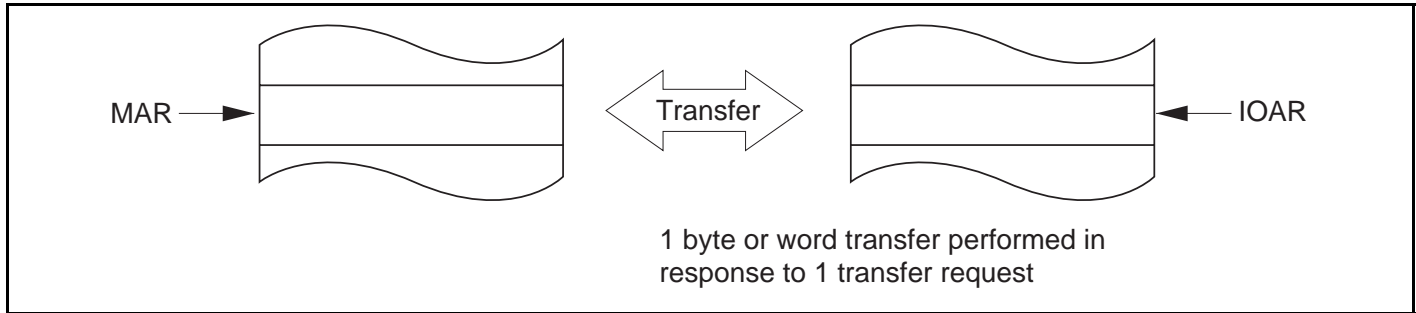 MAR
Transfer
IOAR
1 byte or word transfer performed in
response to 1 transfer request